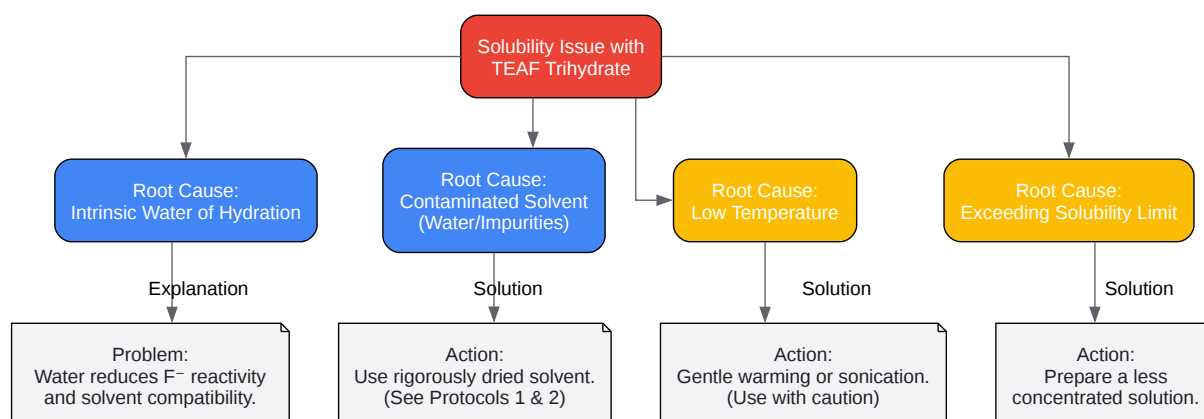 Solubility Issue with
TEAF Trihydrate
Root Cause:
Intrinsic Water of Hydration
Root Cause:
Contaminated Solvent
(Water/Impurities)
Root Cause:
Low Temperature
Root Cause:
Exceeding Solubility Limit
Explanation
Solution
Solution
Solution
Problem:
Water reduces F⁻ reactivity
and solvent compatibility.
Action:
Use rigorously dried solvent.
(See Protocols 1 & 2)
Action:
Gentle warming or sonication.
(Use with caution)
Action:
Prepare a less
concentrated solution.